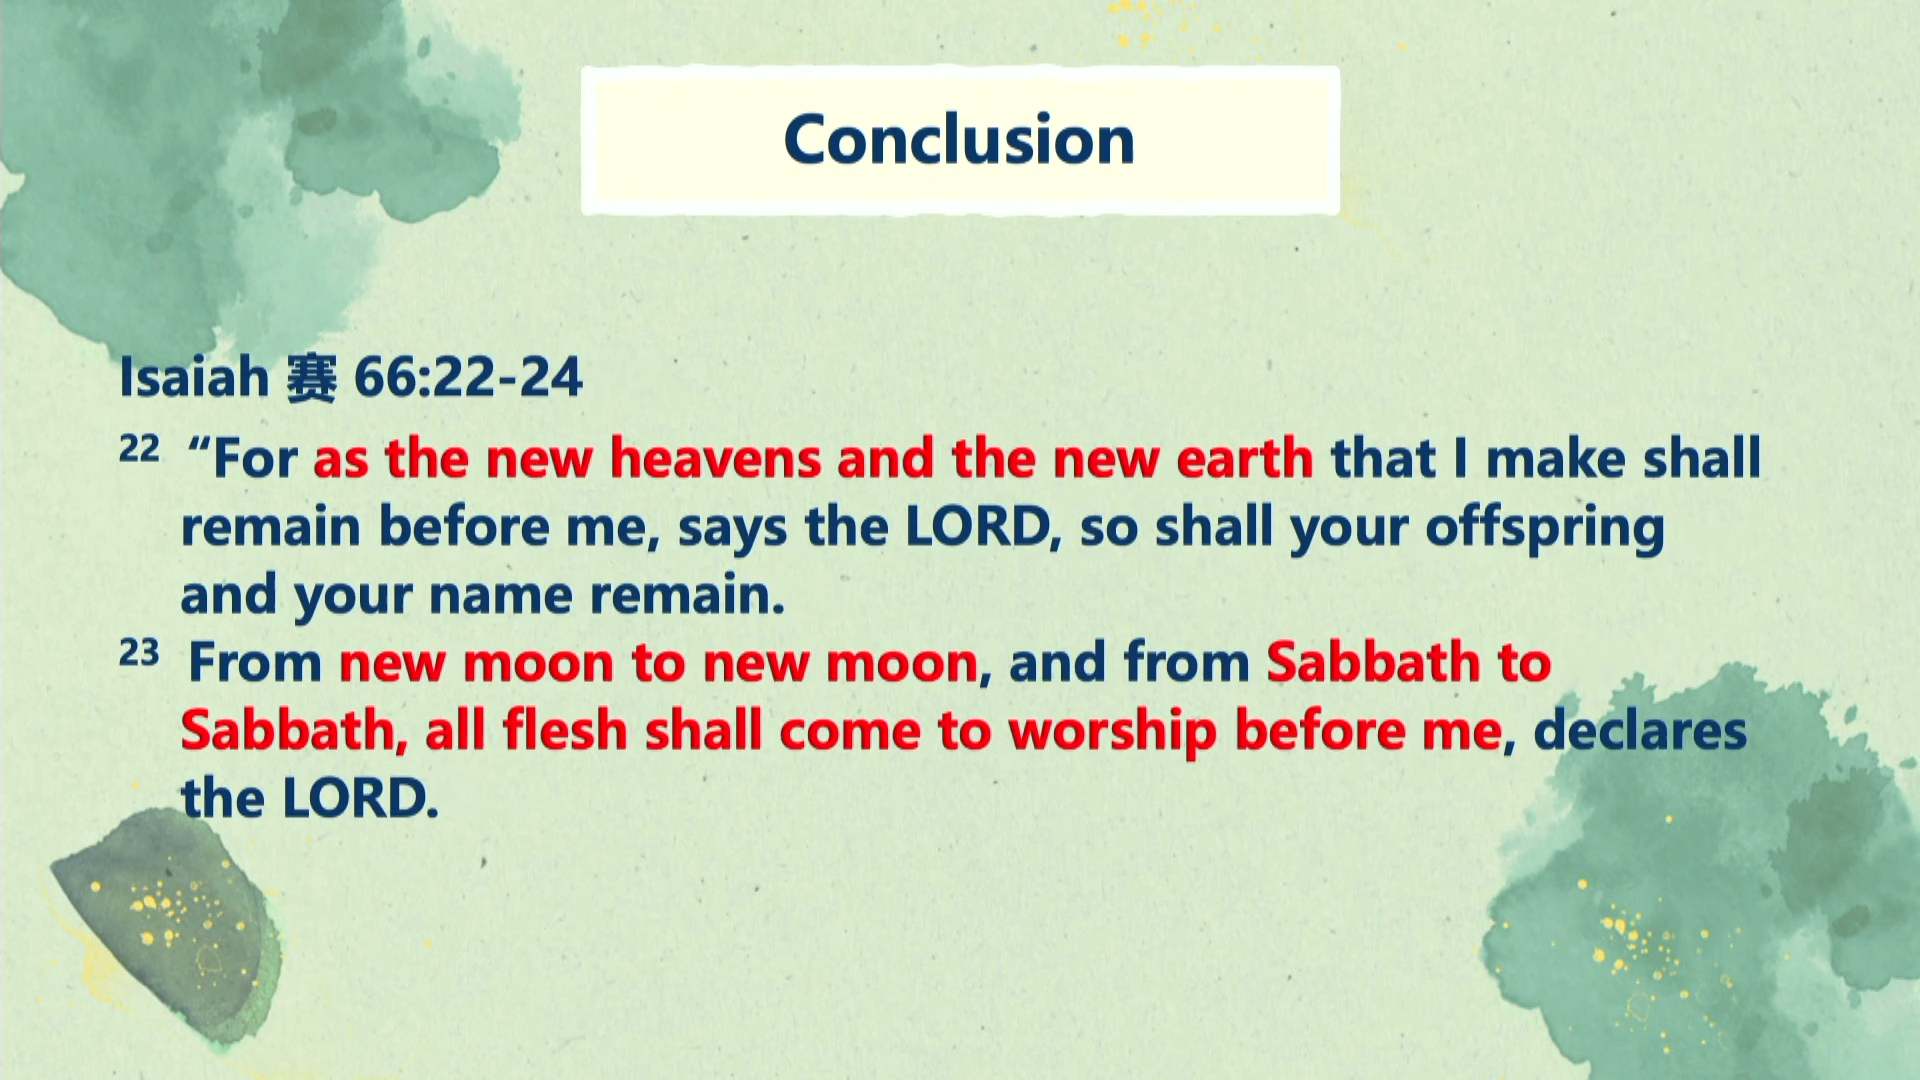 Conclusion
Isaiah 赛 66:22-24
22 “For as the new heavens and the new earth that I make shall
remain before me, says the LORD, so shall your offspring
and your name remain.
23 From new moon to new moon, and from Sabbath to
Sabbath, all flesh shall come to worship before me, declares
the LORD.